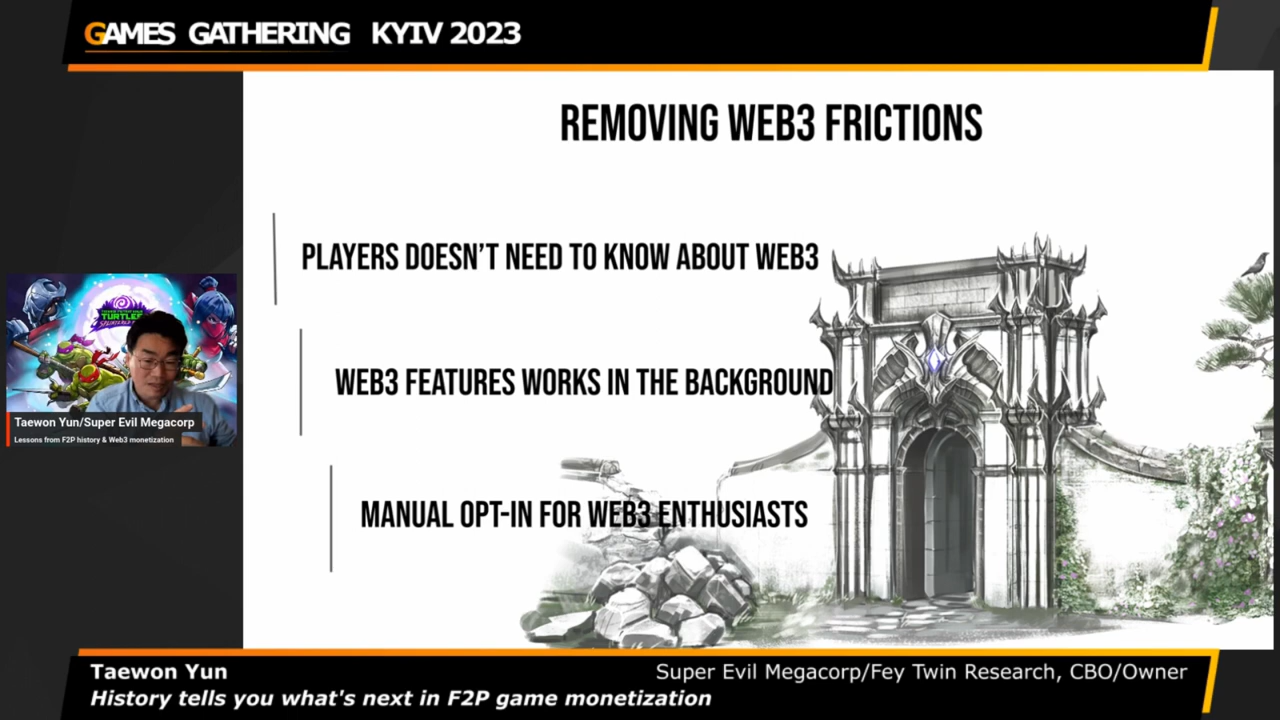 GAMES GATHERING KYIV 2023
REMOVING WEB3 FRICTIONS
PLAYERS DOESN'T NEED TO KNOW ABOUT WEB3
WEB3 FEATURES WORKS IN THE BACKGROUND
MANUAL OPT-IN FOR WEB3 ENTHUSIASTS
TURTLES
Taewon Yun/Super Evil Megacorp
Lessons from F2P history & Web3 monetization
Taewon Yun
Super Evil Megacorp/Fey Twin Research, CBO/Owner
History tells you what's next in F2P game monetization